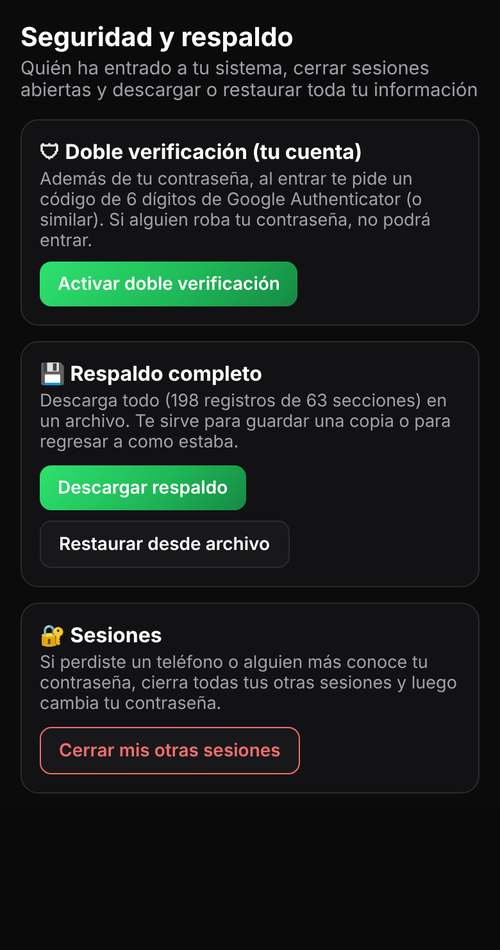 Seguridad y respaldo
Quién ha entrado a tu sistema, cerrar sesiones
abiertas y descargar o restaurar toda tu información
🛡 Doble verificación (tu cuenta)
Además de tu contraseña, al entrar te pide un
código de 6 dígitos de Google Authenticator (o
similar). Si alguien roba tu contraseña, no podrá
entrar.
Activar doble verificación
💾 Respaldo completo
Descarga todo (198 registros de 63 secciones) en
un archivo. Te sirve para guardar una copia o para
regresar a como estaba.
Descargar respaldo
Restaurar desde archivo
🔐 Sesiones
Si perdiste un teléfono o alguien más conoce tu
contraseña, cierra todas tus otras sesiones y luego
cambia tu contraseña.
Cerrar mis otras sesiones